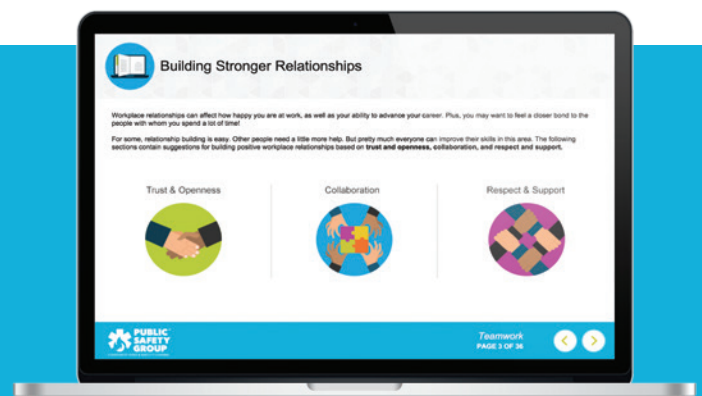 Building Stronger Relationships
Workplace relationships can affect how happy you are at work, as well as your ability to advance your career. Plus, you may want to feel a closer bond to the
people with whom you spend a lot of time!
For some, relationship building is easy. Other people need a little more help. But pretty much everyone can improve their skills in this area. The following
sections contain suggestions for building positive workplace relationships based on trust and openness, collaboration, and respect and support.
Trust & Openness
Collaboration
Respect & Support
PUBLIC
SAFETY
GROUP
Teamwork
PAGE 3 OF 36